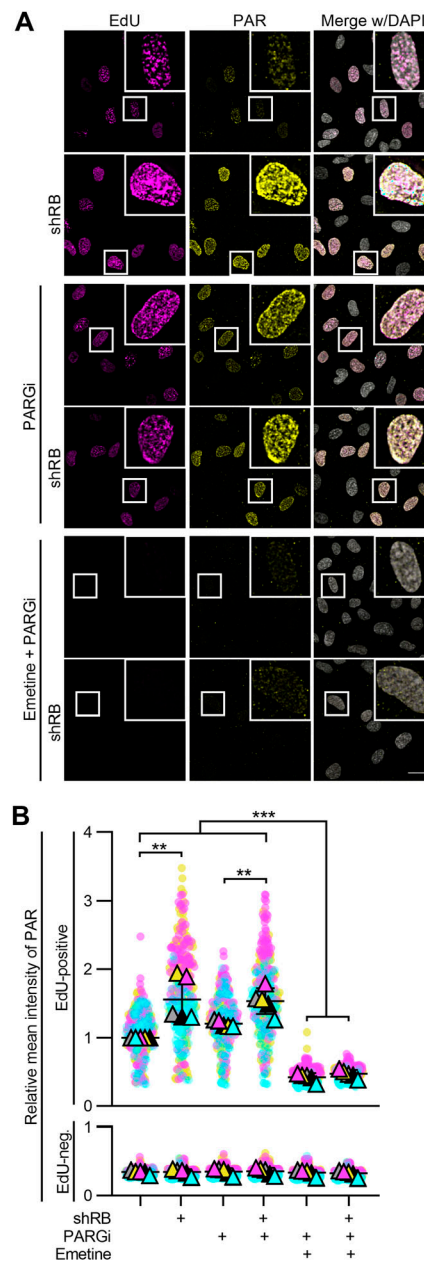 A
EdU PAR Merge w/DAPI
shRB
PARGi
shRB
Emetine + PARGi
shRB
B
Relative mean intensity of PAR
EdU-positive
4
3
2
1
0
***
** **
EdU-neg.
1
0
shRB + + +
PARGi + + + +
Emetine + +